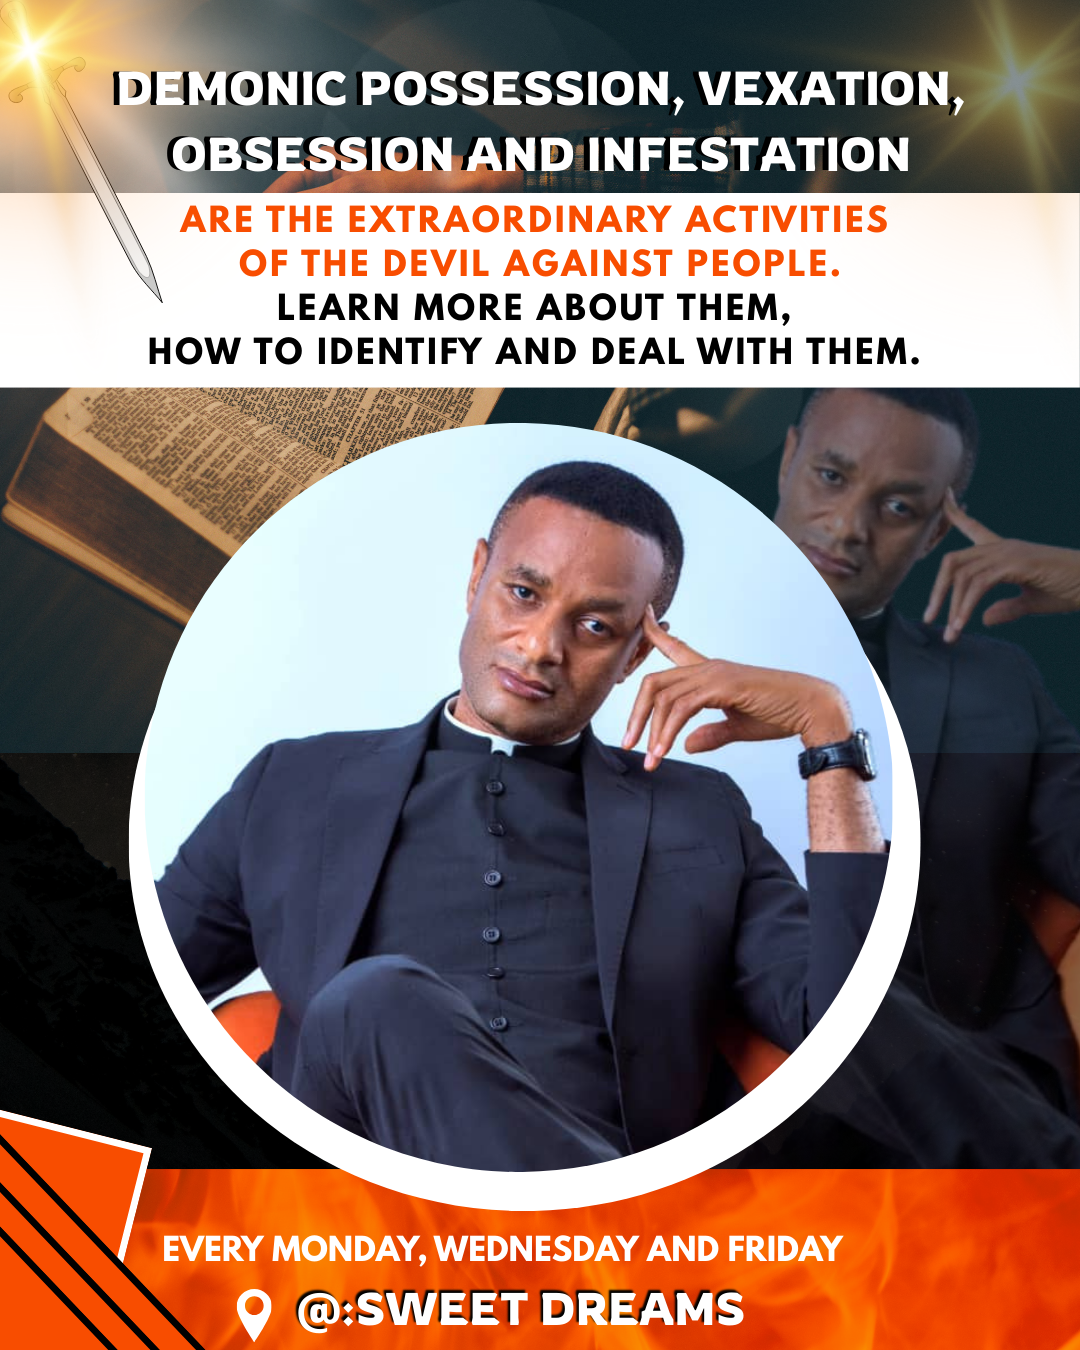 DEMONIC POSSESSION, VEXATION,
OBSESSION AND INFESTATION
ARE THE EXTRAORDINARY ACTIVITIES
OF THE DEVIL AGAINST PEOPLE.
LEARN MORE ABOUT THEM,
HOW TO IDENTIFY AND DEAL WITH THEM.
EVERY MONDAY, WEDNESDAY AND FRIDAY
@:SWEET DREAMS